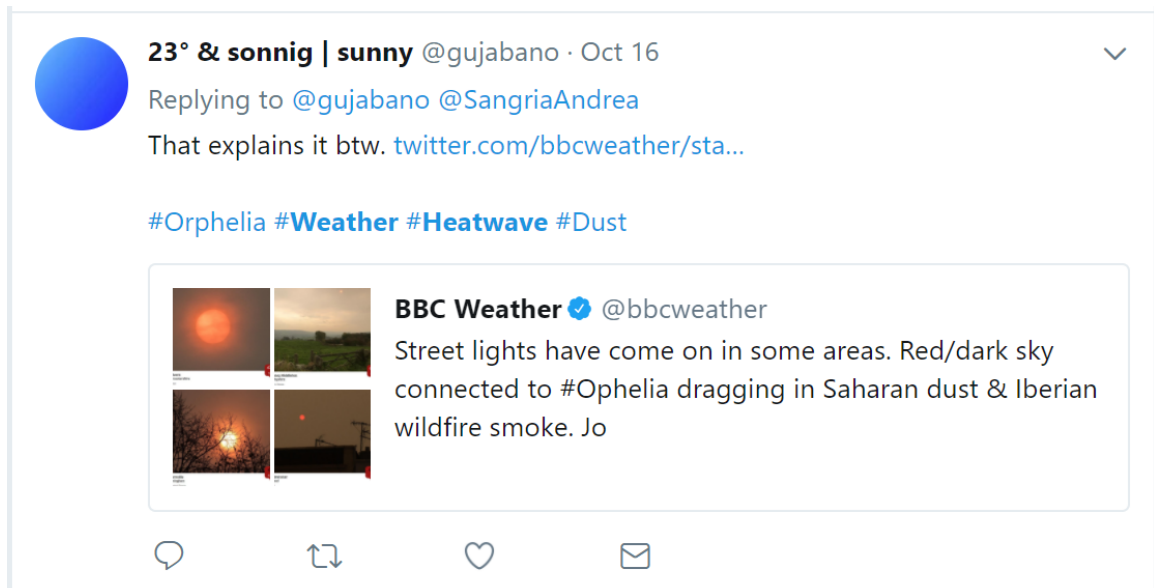 23° & sonnig | sunny @gujabano · Oct 16
Replying to @gujabano @SangriaAndrea
That explains it btw. twitter.com/bbcweather/sta...
#Orphelia #Weather #Heatwave #Dust
BBC Weather @bbcweather
Street lights have come on in some areas. Red/dark sky
connected to #Ophelia dragging in Saharan dust & Iberian
wildfire smoke. Jo